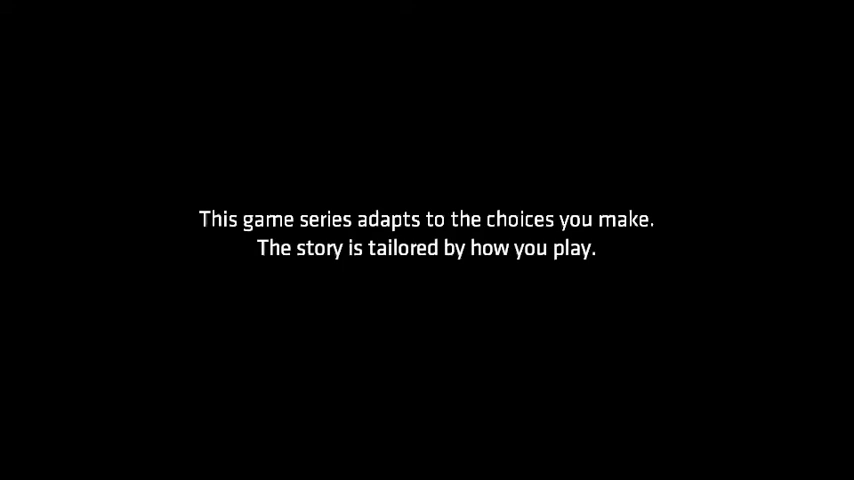 This game series adapts to the choices you make.
The story is tailored by how you play.